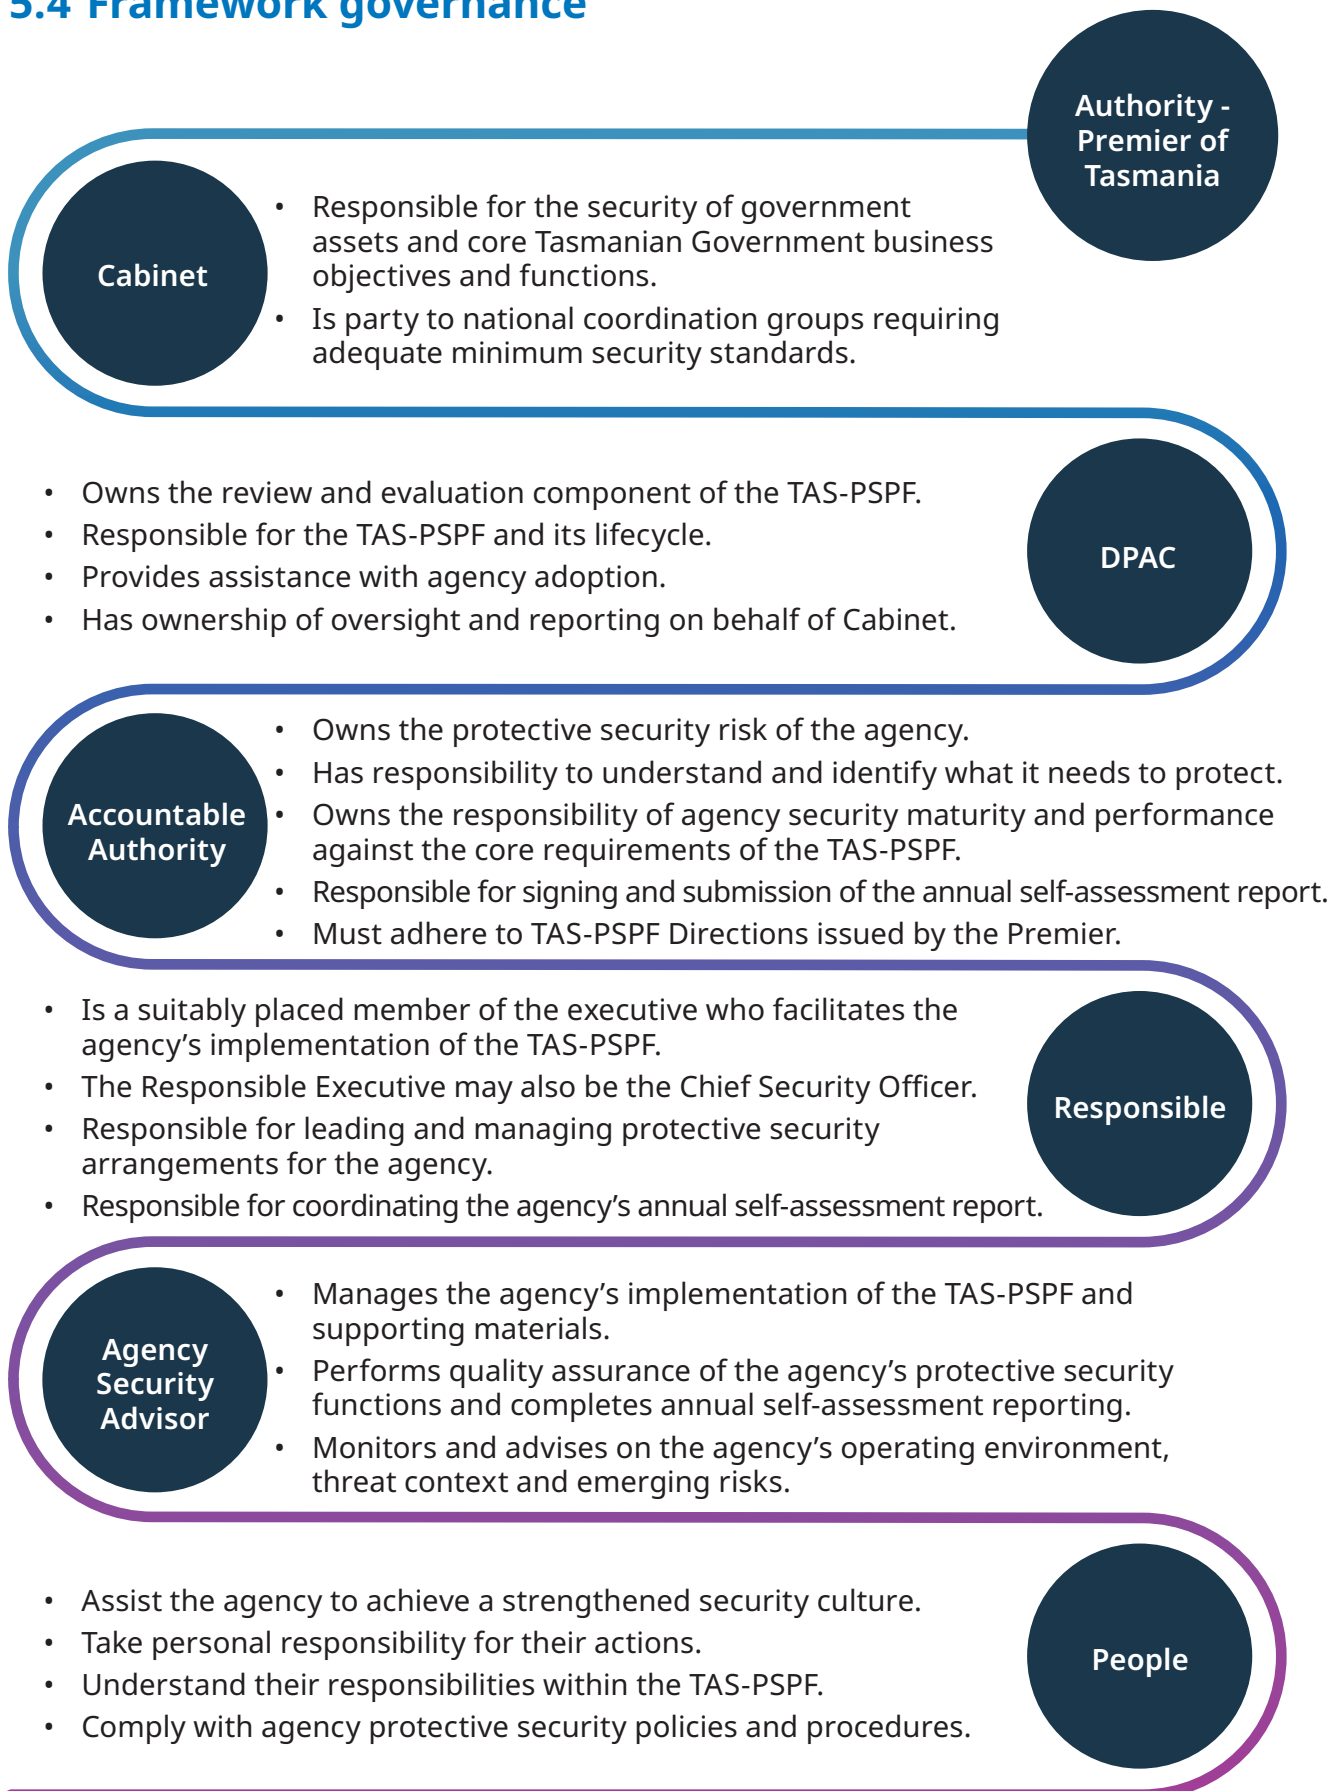 5.4 Framework governance
Authority -
Premier of
Tasmania
Cabinet
• Responsible for the security of government
assets and core Tasmanian Government business
objectives and functions.
• Is party to national coordination groups requiring
adequate minimum security standards.
• Owns the review and evaluation component of the TAS-PSPF.
• Responsible for the TAS-PSPF and its lifecycle.
• Provides assistance with agency adoption.
• Has ownership of oversight and reporting on behalf of Cabinet.
DPAC
Accountable
Authority
• Owns the protective security risk of the agency.
• Has responsibility to understand and identify what it needs to protect.
• Owns the responsibility of agency security maturity and performance
against the core requirements of the TAS-PSPF.
• Responsible for signing and submission of the annual self-assessment report.
• Must adhere to TAS-PSPF Directions issued by the Premier.
• Is a suitably placed member of the executive who facilitates the
agency’s implementation of the TAS-PSPF.
• The Responsible Executive may also be the Chief Security Officer.
• Responsible for leading and managing protective security
arrangements for the agency.
• Responsible for coordinating the agency’s annual self-assessment report.
Responsible
Agency
Security
Advisor
• Manages the agency’s implementation of the TAS-PSPF and
supporting materials.
• Performs quality assurance of the agency’s protective security
functions and completes annual self-assessment reporting.
• Monitors and advises on the agency’s operating environment,
threat context and emerging risks.
• Assist the agency to achieve a strengthened security culture.
• Take personal responsibility for their actions.
• Understand their responsibilities within the TAS-PSPF.
• Comply with agency protective security policies and procedures.
People